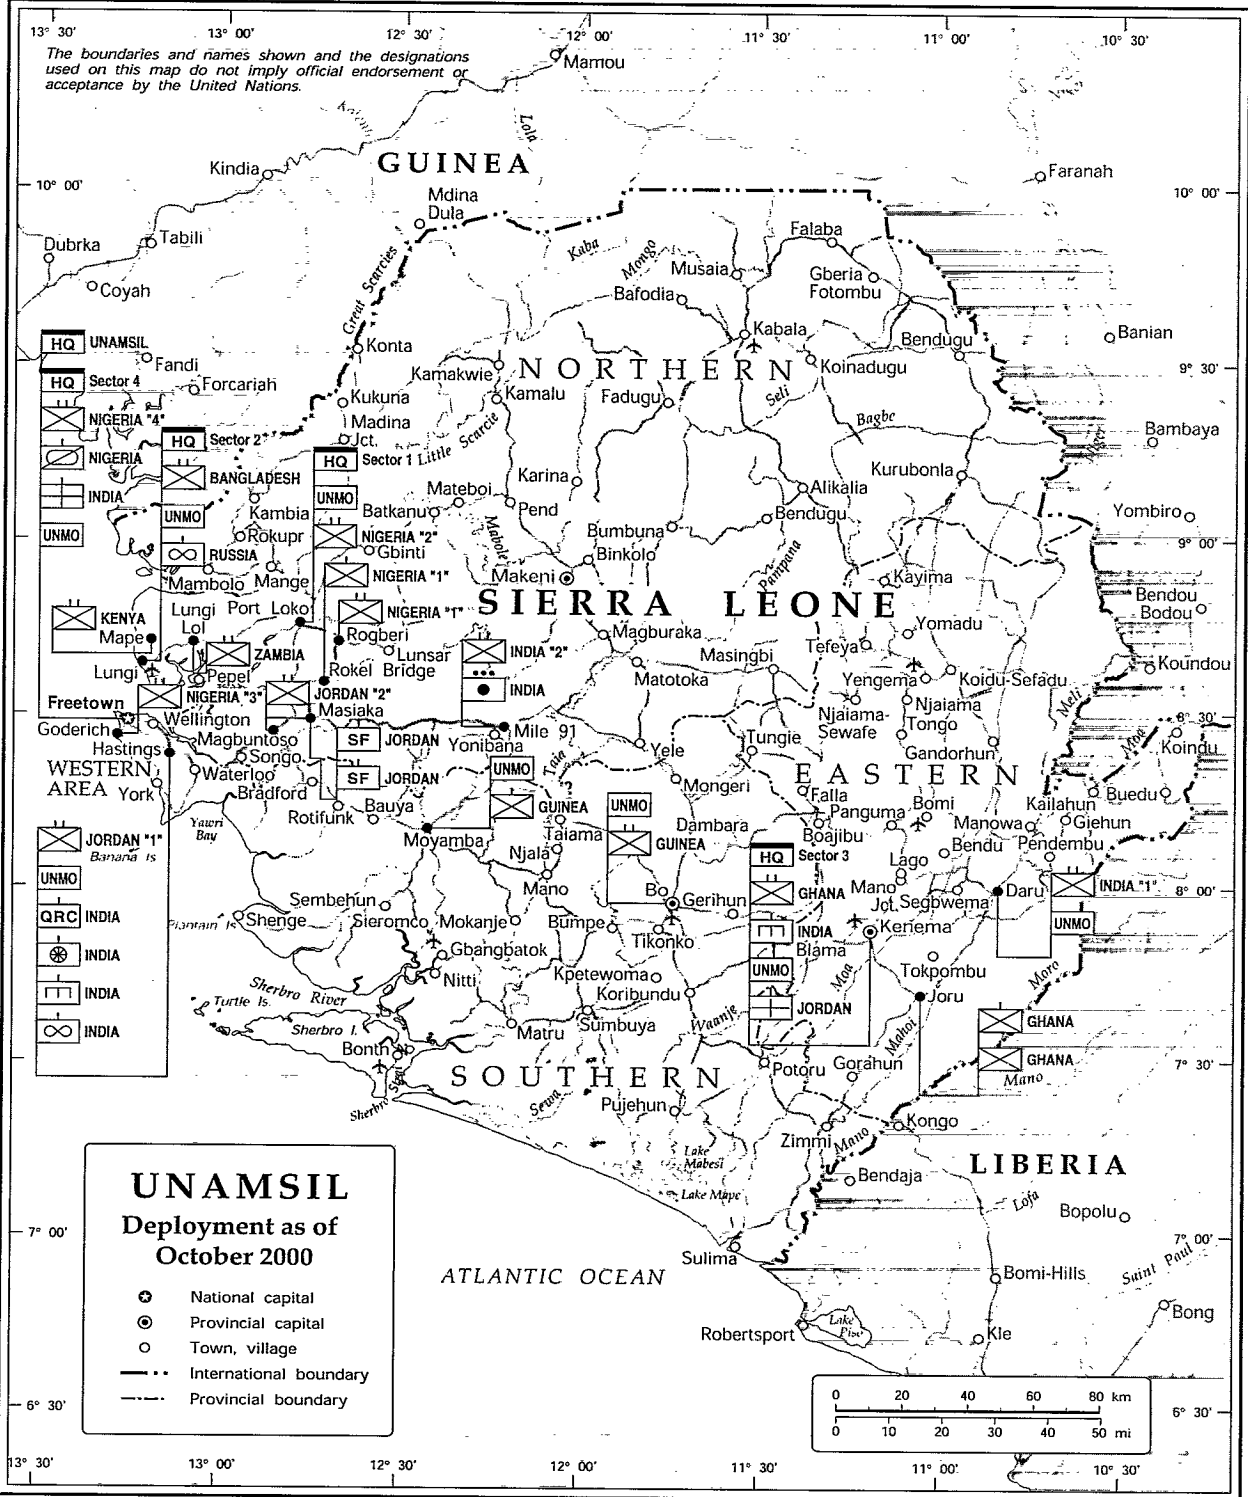 13° 30'
13° 00'
12° 30'
12° 00'
11° 30'
11° 00'
10° 30'
The boundaries and names shown and the designations
used on this map do not imply official endorsement or
acceptance by the United Nations.
Mamou
Lola
GUINEA
Kindia
Faranah
10° 00'
10° 00'
Mdina
Dula
Falaba
Dubrka
Tabili
Kaba
Mongo
Musaia
Gberia
Fotombu
Coyah
Bafodia
Great Scarcies
HQ UNAMSIL
Fandi
Konta
Kabala
Bendugu
Banian
HQ Sector 4
Forcariah
Kamakwie
NORTHERN
Koinadugu
9° 30'
Kukuna
Kamalu
Fadugu
Seli
NIGERIA "4"
Madina
Jct.
Little Scarcie
Bagbe
Bambaya
HQ Sector 2
HQ Sector 1
NIGERIA
BANGLADESH
Karina
Kurubonla
INDIA
UNMO
Mateboi
Alikalia
Kambia
Batkanu
Pend
Bendugu
Yombiro
UNMO
UNMO
Rokupr
NIGERIA "2"
Gbinti
Mabole
Bumbuna
Binkolo
9° 00'
RUSSIA
Mambolo
Mange
NIGERIA "1"
Makeni
Pampana
Kayima
Bendou
Bodou
Lungi
Lol
Port Loko
NIGERIA "1"
SIERRA LEONE
KENYA
Mape
Rogberi
Magburaka
Yomadu
ZAMBIA
Lunsar
INDIA "2"
Masingbi
Tefeya
Lungi
Pepel
Rokel
Bridge
Matotoka
Yengema
Koidu-Sefadu
Koundou
NIGERIA "3"
JORDAN "2"
INDIA
Meli
Freetown
Wellington
Masiaka
Njaiama-
Sewafe
Njaiama
Tongo
8° 30'
Goderich
Magbuntoso
SF JORDAN
Mile 91
Yonibana
Moa
Koindu
Hastings
Songo
Yele
Tungie
Gandorhun
WESTERN
AREA
Waterloo
SF JORDAN
UNMO
Taia
EASTERN
York
Bradford
Mongeri
Falla
Bomi
Kailahun
Buedu
Yawri
Bay
Rotifunk
Bauya
GUINEA
UNMO
Panguma
Manowa
Giehun
Moyamba
Taiama
Dambara
Boajibu
Bendu
Pendembu
JORDAN "1"
Banana Is
Njala
GUINEA
HQ Sector 3
Lago
UNMO
Mano
Bo
GHANA
Mano
Jct.
Segbwema
Daru
INDIA "1"
8° 00'
QRC INDIA
Plantain Is.
Sembehun
Shenge
Sieromco
Mokanje
Bumpe
Gerihun
INDIA
Kenema
UNMO
Tikonko
INDIA
Gbangbatok
Blama
Nitti
Kpetewoma
UNMO
Moa
Tokpombu
Moro
INDIA
Sherbro River
Turtle Is.
Koribundu
JORDAN
Joru
INDIA
Sherbro I.
Matru
Sumbuya
Waanje
Mahoi
GHANA
Bonth
GHANA
SOUTHERN
Potoru
Gorahun
7° 30'
Mano
Sherbro Strait
Sewa
Pujehun
Zimmi
Mano
Kongo
UNAMSIL
Deployment as of
October 2000
Lake
Mabesi
LIBERIA
Bendaja
Lake Mape
Lofa
Bopolu
7° 00'
7° 00'
Sulima
Saint Paul
ATLANTIC OCEAN
Bomi-Hills
National capital
Provincial capital
Lake
Piso
Bong
Town, village
Robertsport
Kle
International boundary
Provincial boundary
6° 30'
0 20 40 60 80 km
0 10 20 30 40 50 mi
6° 30'
13° 30'
13° 00'
12° 30'
12° 00'
11° 30'
11° 00'
10° 30'